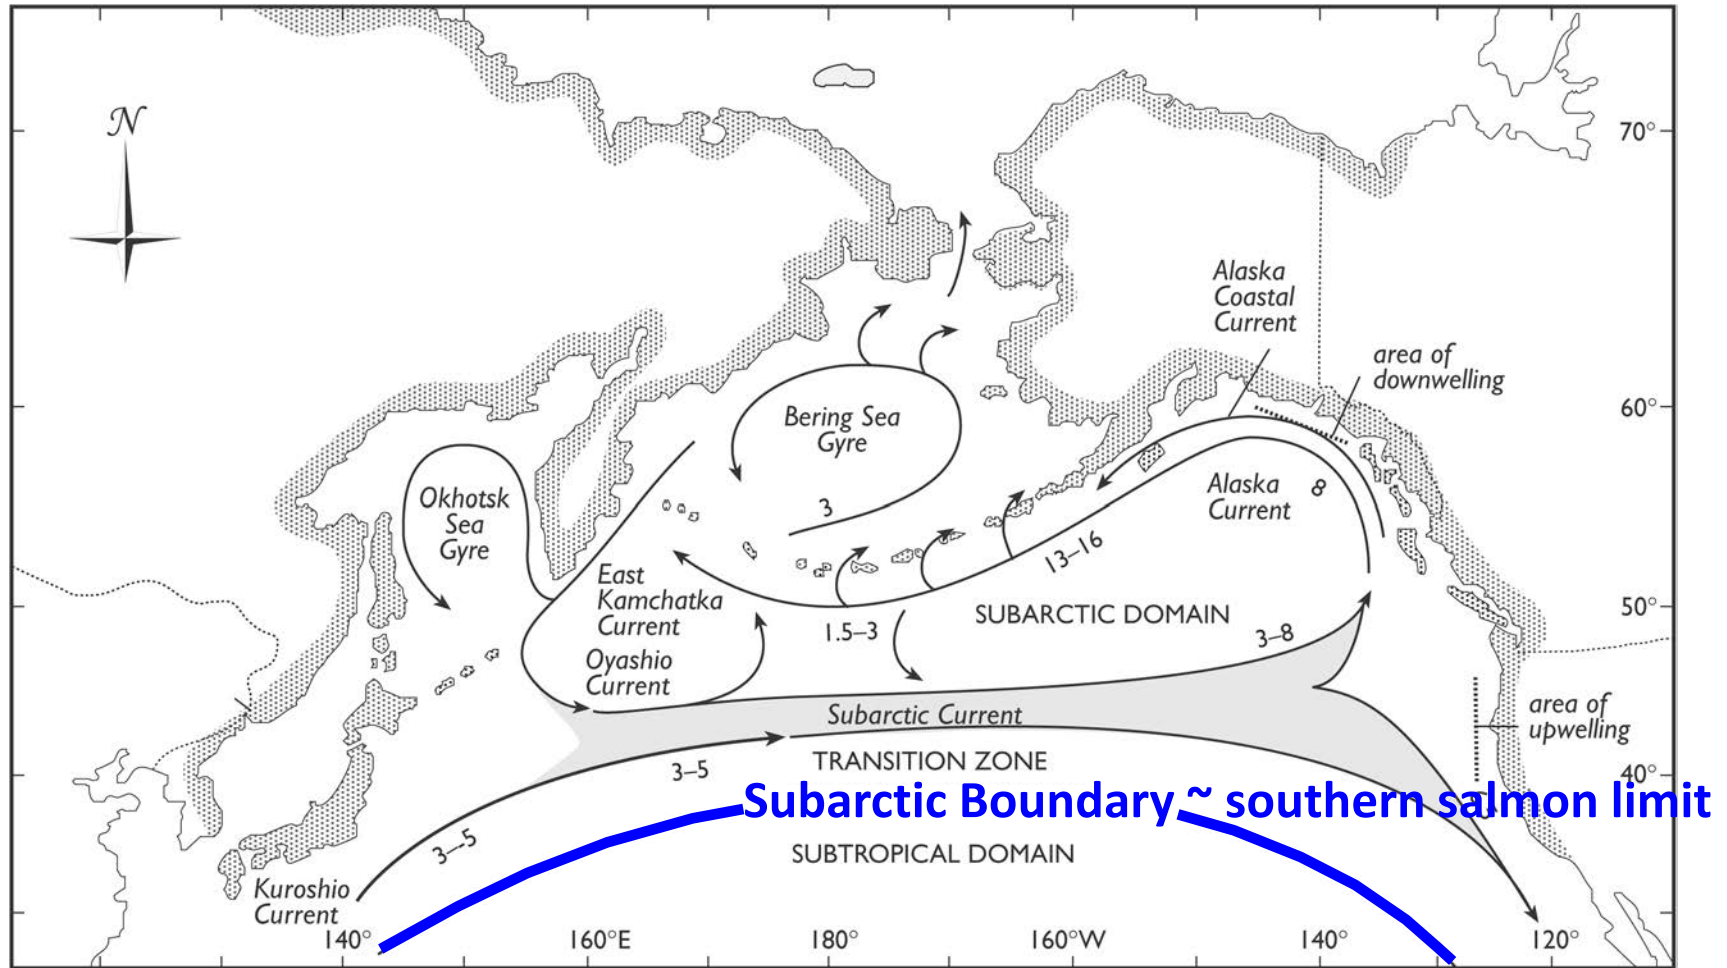 N
70°
Alaska
Coastal
Current
area of
downwelling
60°
Bering Sea
Gyre
Okhotsk
Sea
Gyre
3
Alaska
Current
8
13–16
East
Kamchatka
Current
50°
SUBARCTIC DOMAIN
1.5–3
3–8
Oyashio
Current
Subarctic Current
area of
upwelling
TRANSITION ZONE
3–5
40°
Subarctic Boundary ~ southern salmon limit
3–-5
SUBTROPICAL DOMAIN
Kuroshio
Current
140°
160°E
180°
160°W
140°
120°